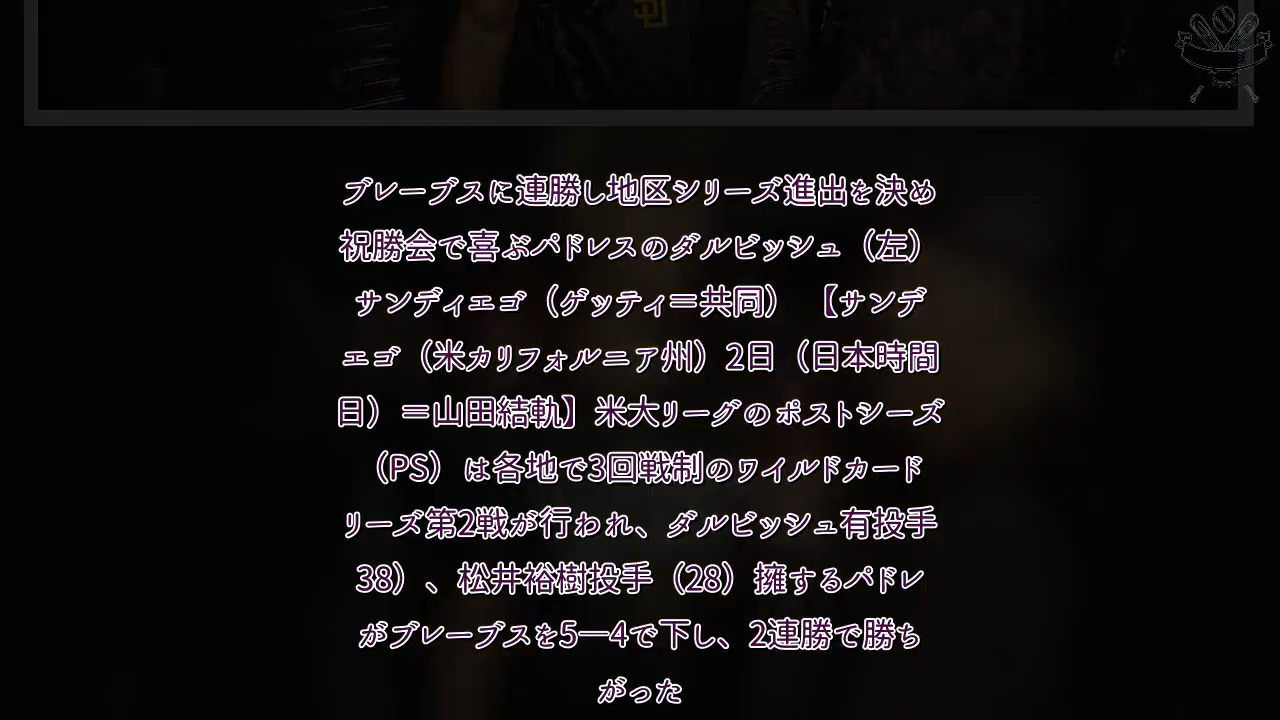 ブレーブスに連勝し地区シリーズ進出を決め
祝勝会で喜ぶパドレスのダルビッシュ（左）
サンディエゴ（ゲッティ＝共同）　【サンデ
エゴ（米カリフォルニア州）2日（日本時間
日）＝山田結軌】米大リーグのポストシーズ
（PS）は各地で3回戦制のワイルドカード
リーズ第2戦が行われ、ダルビッシュ有投手
38）、松井裕樹投手（28）擁するパドレ
がブレーブスを5―4で下し、2連勝で勝ち
がった